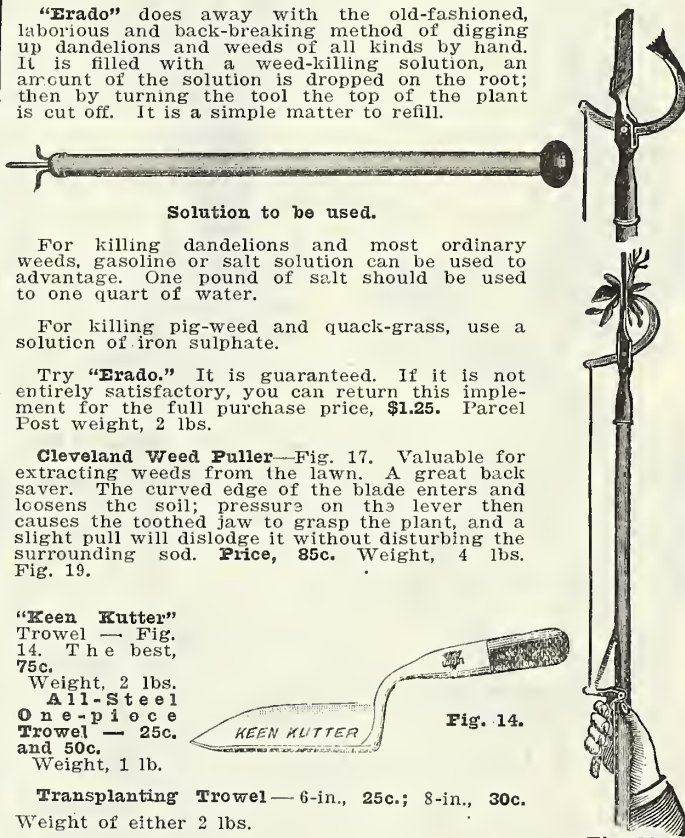 "Erado" does away with the old-fashioned,
laborious and back-breaking method of digging
up dandelions and weeds of all kinds by hand.
It is filled with a weed-killing solution, an
amount of the solution is dropped on the root;
then by turning the tool the top of the plant
is cut off. It is a simple matter to refill.
Solution to be used.
For killing dandelions and most ordinary
weeds, gasoline or salt solution can be used to
advantage. One pound of salt should be used
to one quart of water.
For killing pig-weed and quack-grass, use a
solution of iron sulphate.
Try "Erado." It is guaranteed. If it is not
entirely satisfactory, you can return this imple-
ment for the full purchase price, $1.25. Parcel
Post weight, 2 lbs.
Cleveland Weed Puller—Fig. 17. Valuable for
extracting weeds from the lawn. A great back
saver. The curved edge of the blade enters and
loosens the soil; pressure on the lever then
causes the toothed jaw to grasp the plant, and a
slight pull will dislodge it without disturbing the
surrounding sod. Price, 85c. Weight, 4 lbs.
Fig. 19.
"Keen Kutter"
Trowel — Fig.
14. The best,
75c.
Weight, 2 lbs.
All-Steel
One-piece
Trowel — 25c.
and 50c.
Weight, 1 lb.
KEEN KUTTER
Fig. 14.
Transplanting Trowel — 6-in., 25c.; 8-in., 30c.
Weight of either 2 lbs.